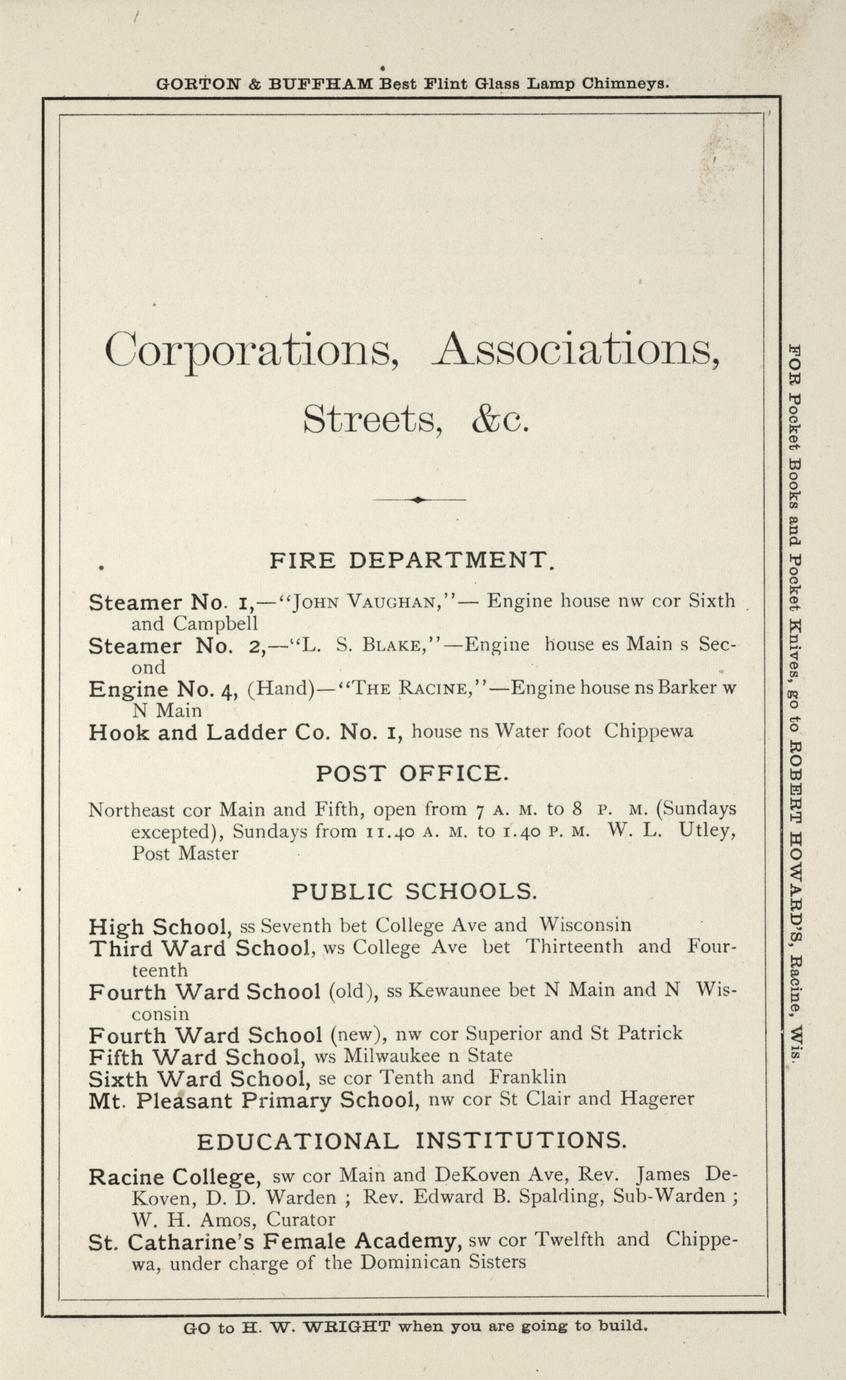 GORTON & BUFFHAM Best Flint Glass Lamp Chimneys.
Corporations, Associations,
Streets, &c.
FIRE DEPARTMENT.
Steamer No. 1,—“JOHN VAUGHAN,”— Engine house nw cor Sixth
and Campbell
Steamer No. 2,—“L. S. BLAKE,”—Engine house es Main s Sec-
ond
Engine No. 4, (Hand)—“THE RACINE,”—Engine house ns Barker w
N Main
Hook and Ladder Co. No. 1, house ns Water foot Chippewa
POST OFFICE.
Northeast cor Main and Fifth, open from 7 A. M. to 8 P. M. (Sundays
excepted), Sundays from 11.40 A. M. to 1.40 P. M. W. L. Utley,
Post Master
PUBLIC SCHOOLS.
High School, ss Seventh bet College Ave and Wisconsin
Third Ward School, ws College Ave bet Thirteenth and Four-
teenth
Fourth Ward School (old), ss Kewaunee bet N Main and N Wis-
consin
Fourth Ward School (new), nw cor Superior and St Patrick
Fifth Ward School, ws Milwaukee n State
Sixth Ward School, se cor Tenth and Franklin
Mt. Pleasant Primary School, nw cor St Clair and Hagerer
EDUCATIONAL INSTITUTIONS.
Racine College, sw cor Main and DeKoven Ave, Rev. James De-
Koven, D. D. Warden ; Rev. Edward B. Spalding, Sub-Warden ;
W. H. Amos, Curator
St. Catharine's Female Academy, sw cor Twelfth and Chippe-
wa, under charge of the Dominican Sisters
GO to H. W. WRIGHT when you are going to build.
FOR Pocket Books and Pocket Knives, go to ROBERT HOWARD'S, Racine, Wis.